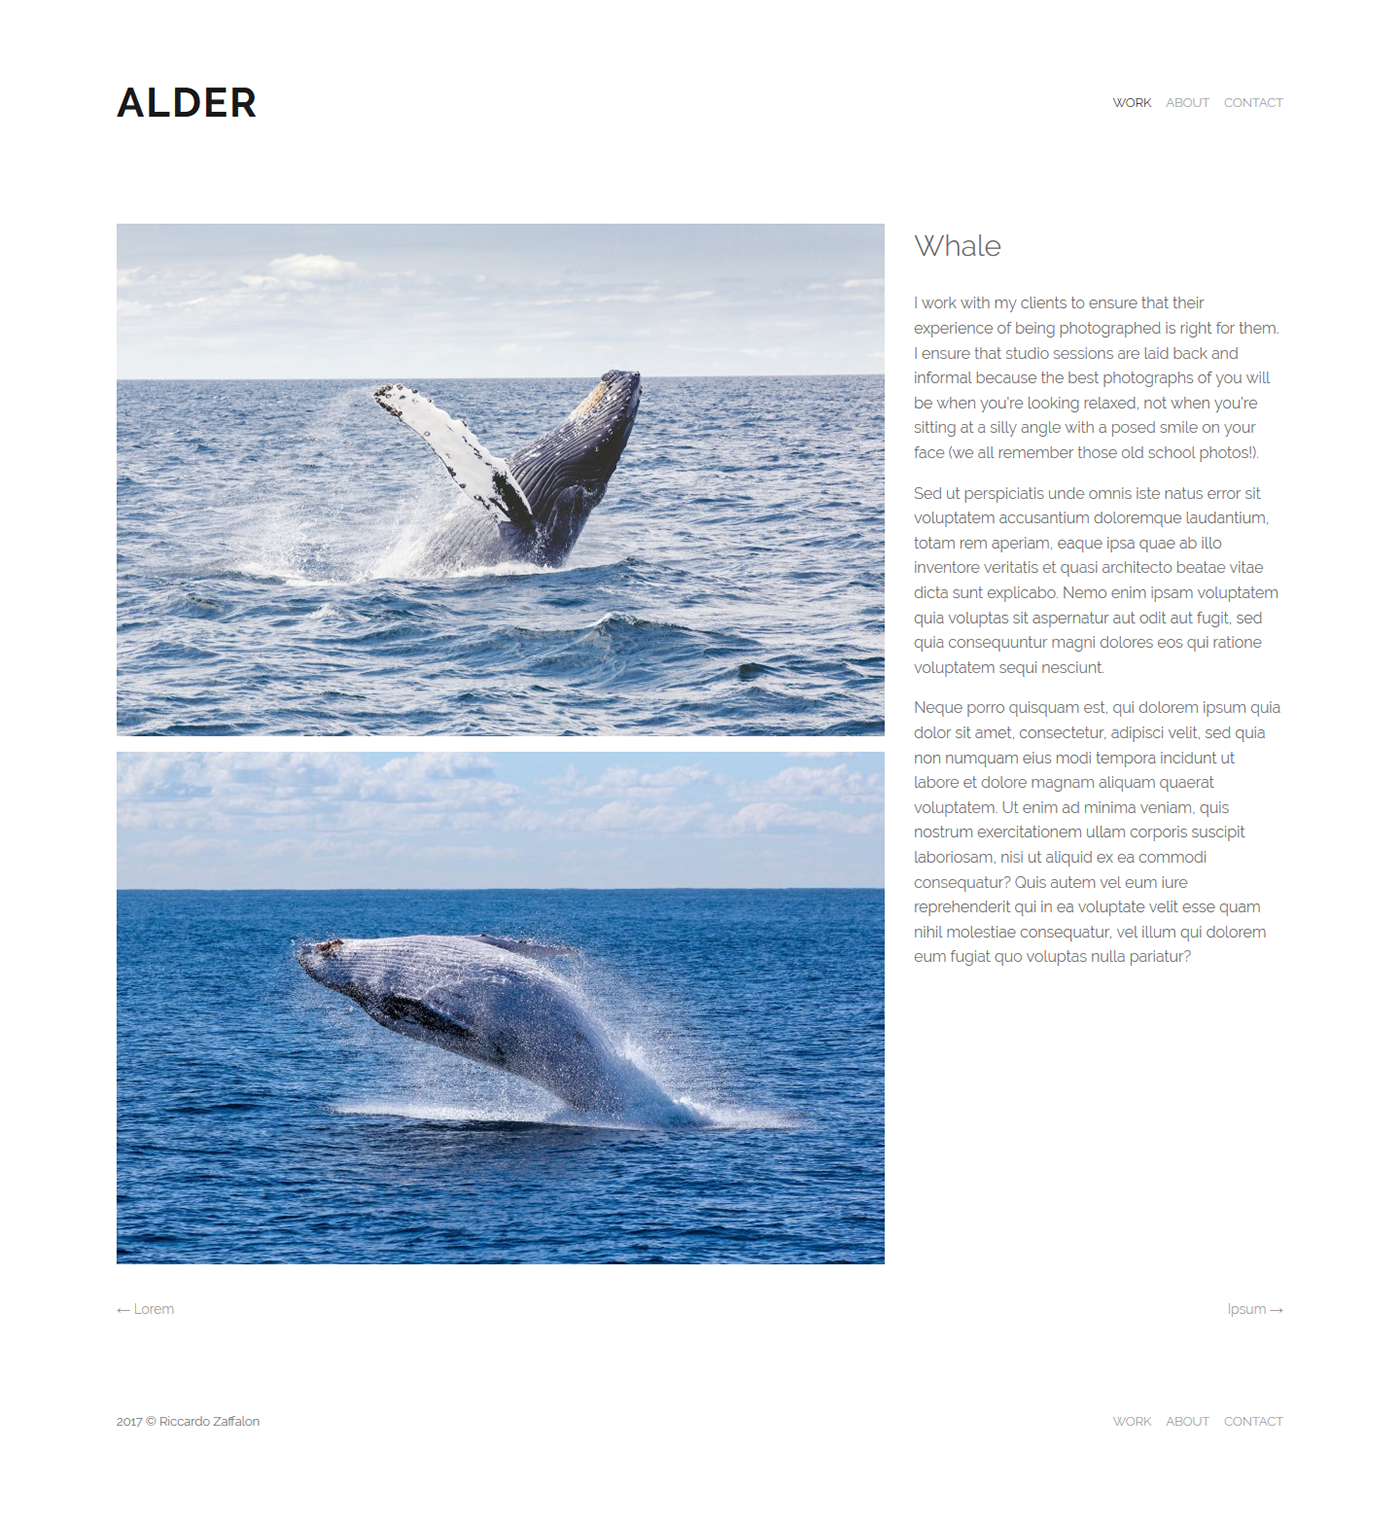 ALDER
WORK ABOUT CONTACT
Whale
I work with my clients to ensure that their
experience of being photographed is right for them.
I ensure that studio sessions are laid back and
informal because the best photographs of you will
be when you're looking relaxed, not when you're
sitting at a silly angle with a posed smile on your
face (we all remember those old school photos!).
Sed ut perspiciatis unde omnis iste natus error sit
voluptatem accusantium doloremque laudantium,
totam rem aperiam, eaque ipsa quae ab illo
inventore veritatis et quasi architecto beatae vitae
dicta sunt explicabo. Nemo enim ipsam voluptatem
quia voluptas sit aspernatur aut odit aut fugit, sed
quia consequuntur magni dolores eos qui ratione
voluptatem sequi nesciunt.
Neque porro quisquam est, qui dolorem ipsum quia
dolor sit amet, consectetur, adipisci velit, sed quia
non numquam eius modi tempora incidunt ut
labore et dolore magnam aliquam quaerat
voluptatem. Ut enim ad minima veniam, quis
nostrum exercitationem ullam corporis suscipit
laboriosam, nisi ut aliquid ex ea commodi
consequatur? Quis autem vel eum iure
reprehenderit qui in ea voluptate velit esse quam
nihil molestiae consequatur, vel illum qui dolorem
eum fugiat quo voluptas nulla pariatur?
← Lorem
Ipsum →
2017 © Riccardo Zaffalon
WORK ABOUT CONTACT